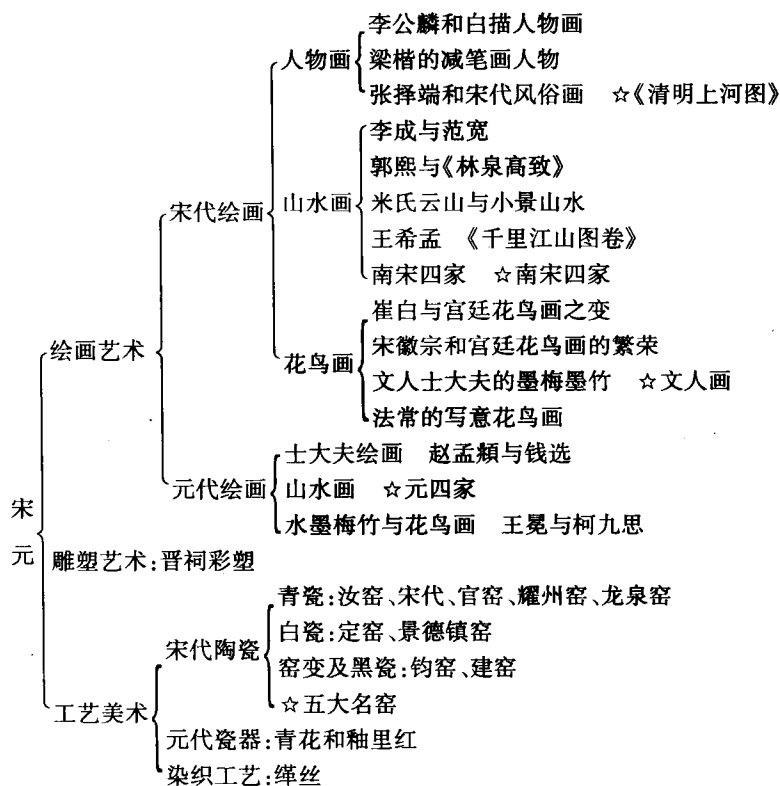 李公麟和白描人物画
人物画
梁楷的减笔画人物
张择端和宋代风俗画 ☆《清明上河图》
李成与范宽
郭熙与《林泉高致》
宋代绘画
山水画
米氏云山与小景山水
王希孟 《千里江山图卷》
南宋四家 ☆南宋四家
崔白与宫廷花鸟画之变
绘画艺术
宋徽宗和宫廷花鸟画的繁荣
花鸟画
文人士大夫的墨梅墨竹 ☆文人画
法常的写意花鸟画
士大夫绘画 赵孟頫与钱选
元代绘画
山水画 ☆元四家
水墨梅竹与花鸟画 王冕与柯九思
宋元
雕塑艺术:晋祠彩塑
青瓷:汝窑、宋代、官窑、耀州窑、龙泉窑
宋代陶瓷
白瓷:定窑、景德镇窑
窑变及黑瓷:钧窑、建窑
☆五大名窑
工艺美术
元代瓷器:青花和釉里红
染织工艺:缂丝